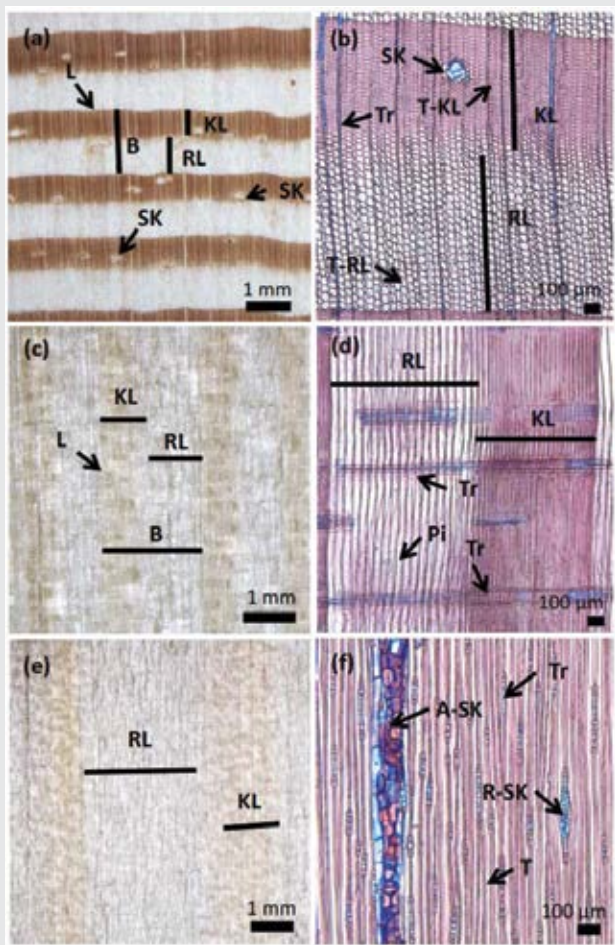 (a)
L
B
KL
RL
SK
SK
1 mm
(b)
SK
Tr
T-KL
KL
RL
T-RL
100 µm
(c)
KL
L
RL
B
1 mm
(d)
RL
KL
Tr
Pi
Tr
100 µm
(e)
RL
KL
1 mm
(f)
Tr
A-SK
R-SK
T
100 µm